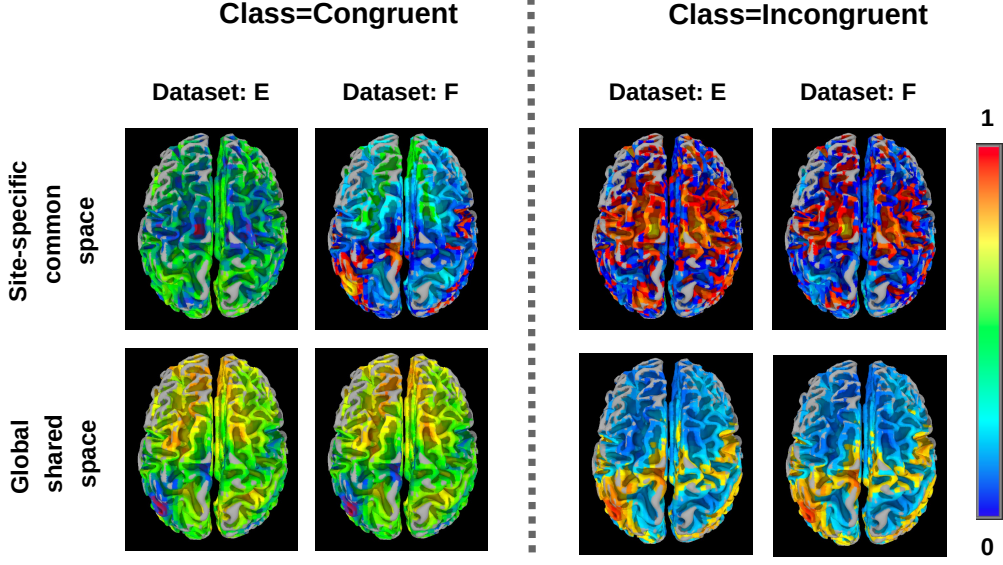 Class=Congruent
Class=Incongruent
Dataset: E
Dataset: F
Dataset: E
Dataset: F
1
Site-specific
common
space
Global
shared
space
0